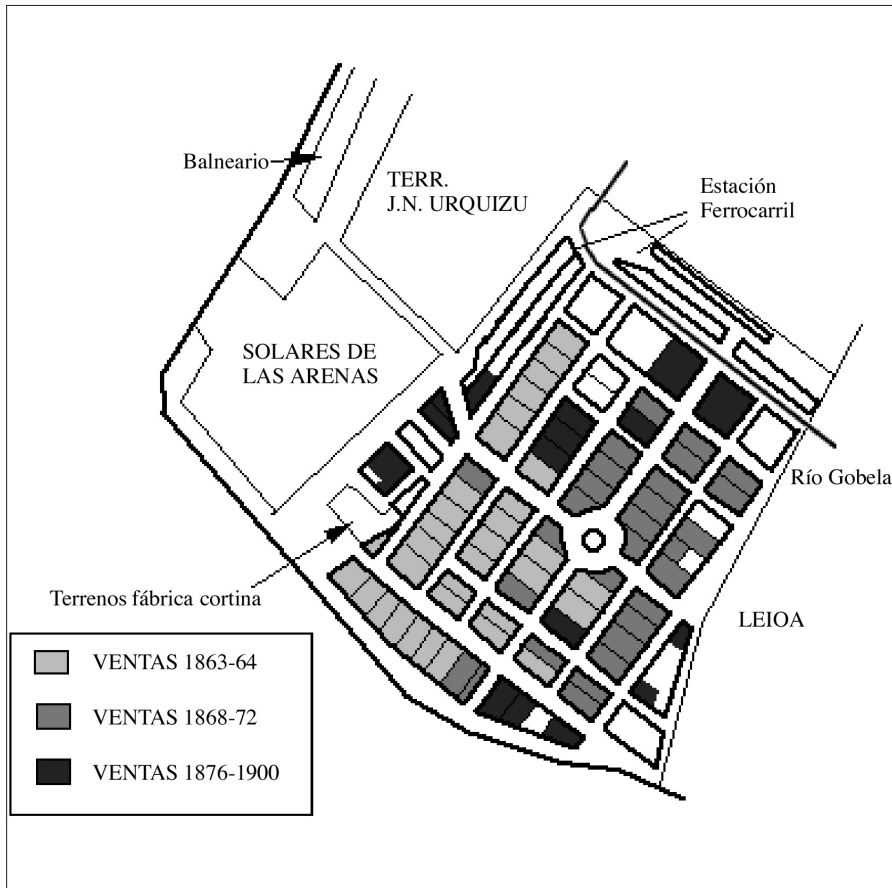 Balneario
TERR.
J.N. URQUIZU
Estación
Ferrocarril
SOLARES DE
LAS ARENAS
Río Gobela
Terrenos fábrica cortina
LEIOA
VENTAS 1863-64
VENTAS 1868-72
VENTAS 1876-1900